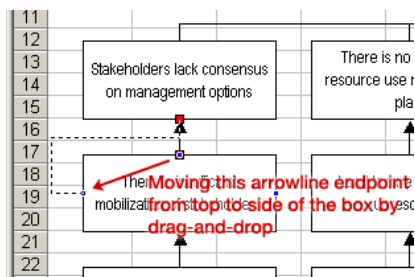 11
12
13
14
15
16
17
18
19
20
21
22
Stakeholders lack consensus
on management options
There is no
resource use
pla
Moving this arrowline endpoint
from top to side of the box by
drag-and-drop